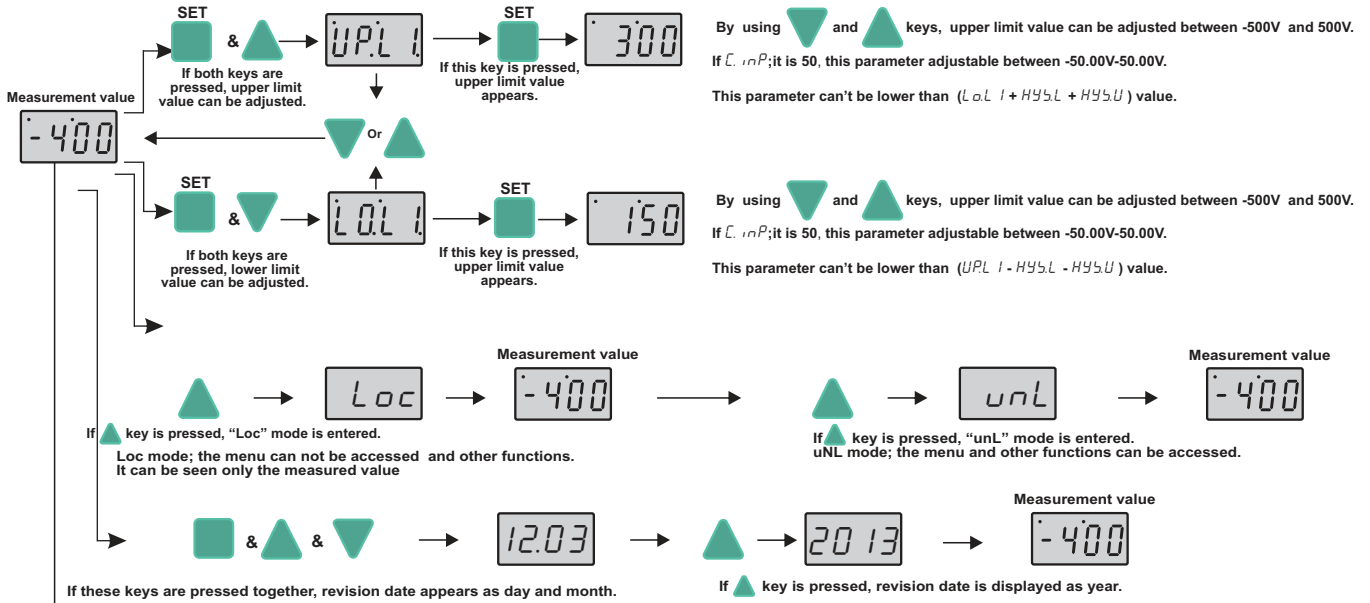 SET
&
UP.L 1.
SET
300
If both keys are
pressed, upper limit
value can be adjusted.
If this key is pressed,
upper limit value
appears.
By using and keys, upper limit value can be adjusted between -500V and 500V.
If C. inP; it is 50, this parameter adjustable between -50.00V-50.00V.
This parameter can't be lower than (Lo.L 1 + HYS.L + HYS.U ) value.
Measurement value
-400
Or
SET
&
LO.L 1.
SET
150
If both keys are
pressed, lower limit
value can be adjusted.
If this key is pressed,
upper limit value
appears.
By using and keys, upper limit value can be adjusted between -500V and 500V.
If C. inP; it is 50, this parameter adjustable between -50.00V-50.00V.
This parameter can't be lower than (UP.L 1 - HYS.L - HYS.U ) value.
Loc
Measurement value
-400
unL
Measurement value
-400
If key is pressed, “Loc” mode is entered.
Loc mode; the menu can not be accessed and other functions.
It can be seen only the measured value
If key is pressed, “unL” mode is entered.
uNL mode; the menu and other functions can be accessed.
& &
12.03
2013
Measurement value
-400
If these keys are pressed together, revision date appears as day and month.
If key is pressed, revision date is displayed as year.